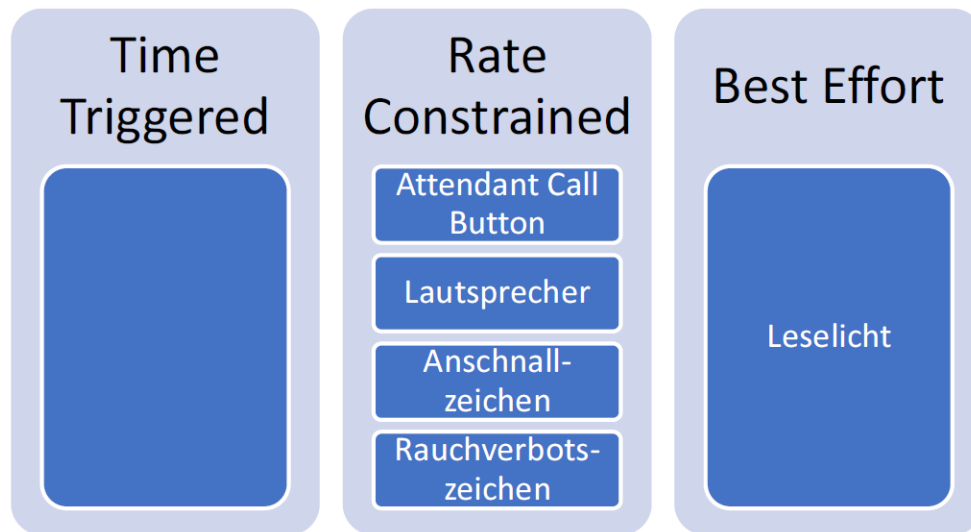 Time
Triggered
Rate
Constrained
Attendant Call
Button
Lautsprecher
Anschnall-
zeichen
Rauchverbots-
zeichen
Best Effort
Leselicht